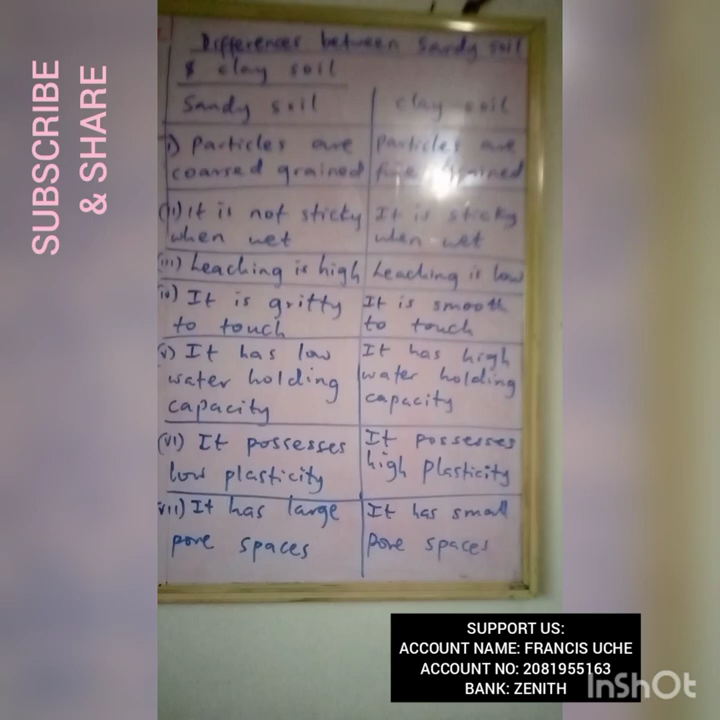 SUBSCRIBE
& SHARE
Differences between Sandy soil
& clay soil
Sandy soil
clay soil
i) Particles are
coarsed grained
Particles are
fine grained
(ii) It is not sticky
when wet
It is sticky
when wet
(iii) Leaching is high
Leaching is low
iv) It is gritty
to touch
It is smooth
to touch
(v) It has low
water holding
capacity
It has high
water holding
capacity
(vi) It possesses
low plasticity
It possesses
high plasticity
vii) It has large
pore spaces
It has small
pore spaces
SUPPORT US:
ACCOUNT NAME: FRANCIS UCHE
ACCOUNT NO: 2081955163
BANK: ZENITH
InShOt